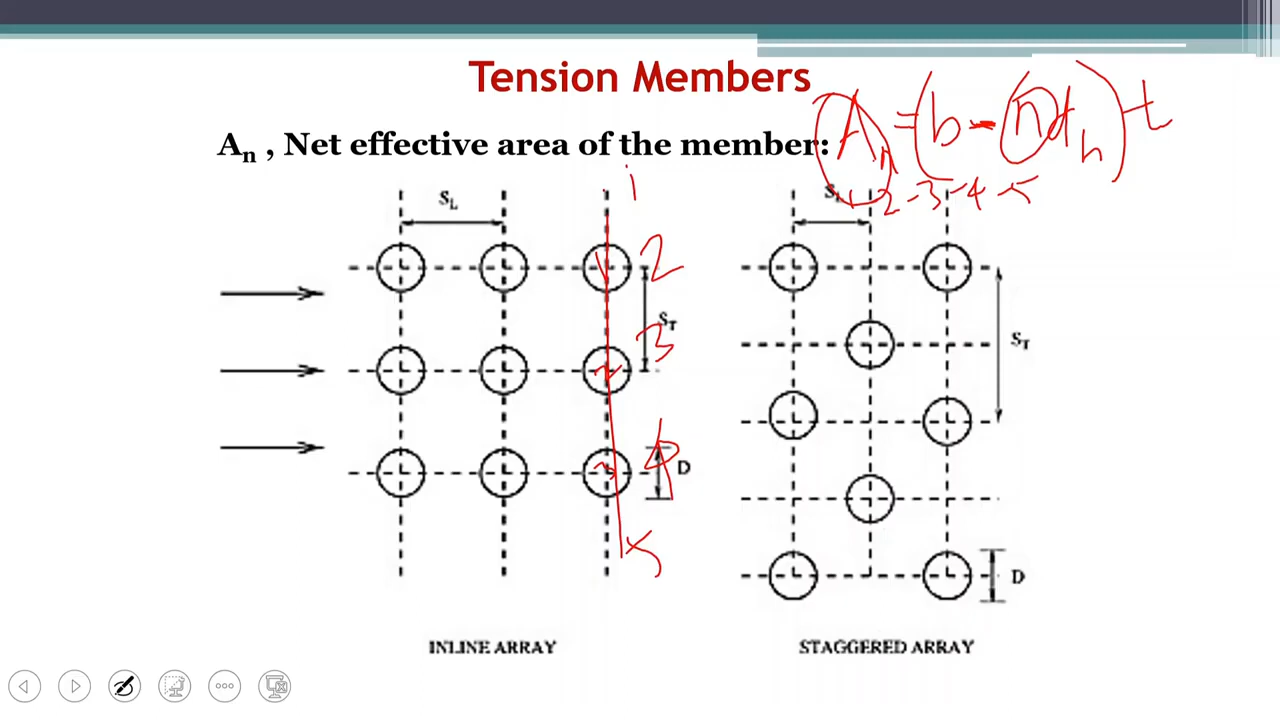 Tension Members
An , Net effective area of the member:
An = (b - ndh) t
1-2-3-4-5
1
SL
SL
2
ST
3
ST
4
D
5
D
INLINE ARRAY
STAGGERED ARRAY